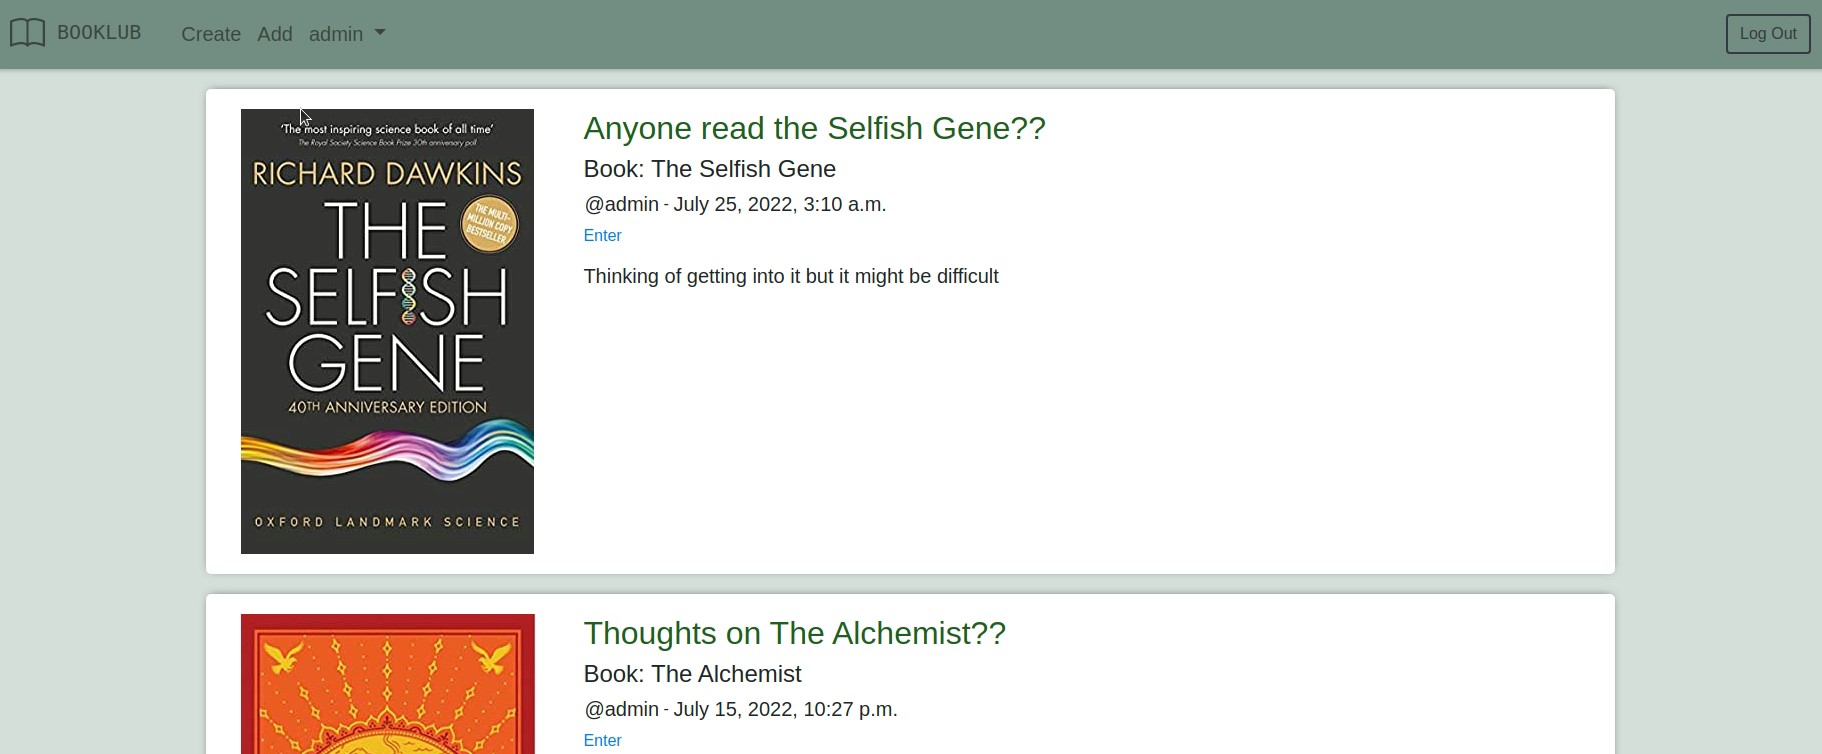 BOOKLUB Create Add admin Log Out
'The most inspiring science book of all time'
The Royal Society Science Book Prize 30th anniversary poll
RICHARD DAWKINS
THE
THE MULTI-
MILLION COPY
BESTSELLER
SELFISH
GENE
40TH ANNIVERSARY EDITION
OXFORD LANDMARK SCIENCE
Anyone read the Selfish Gene??
Book: The Selfish Gene
@admin - July 25, 2022, 3:10 a.m.
Enter
Thinking of getting into it but it might be difficult
Thoughts on The Alchemist??
Book: The Alchemist
@admin - July 15, 2022, 10:27 p.m.
Enter